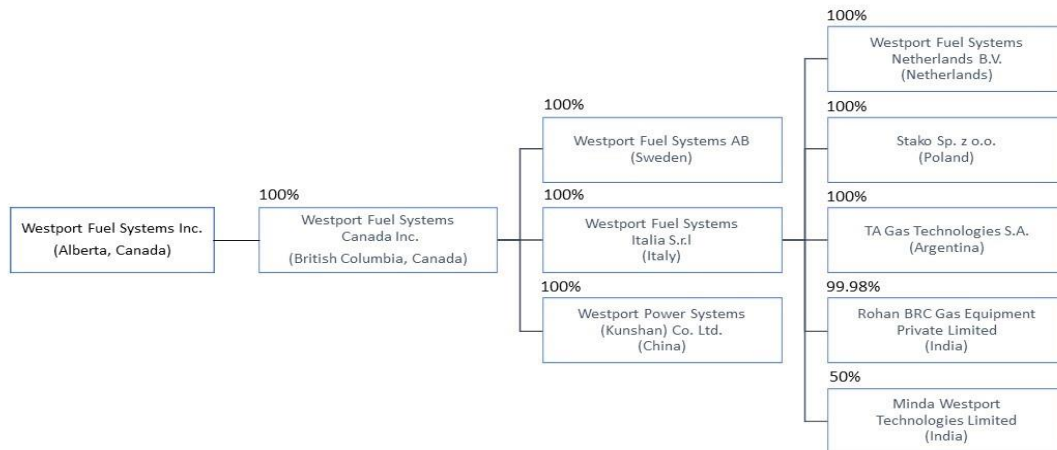 Westport Fuel Systems Inc.
(Alberta, Canada)
100%
Westport Fuel Systems
Canada Inc.
(British Columbia, Canada)
100%
Westport Fuel Systems AB
(Sweden)
100%
Westport Fuel Systems
Italia S.r.l
(Italy)
100%
Westport Power Systems
(Kunshan) Co. Ltd.
(China)
100%
Westport Fuel Systems
Netherlands B.V.
(Netherlands)
100%
Stako Sp. z o.o.
(Poland)
100%
TA Gas Technologies S.A.
(Argentina)
99.98%
Rohan BRC Gas Equipment
Private Limited
(India)
50%
Minda Westport
Technologies Limited
(India)